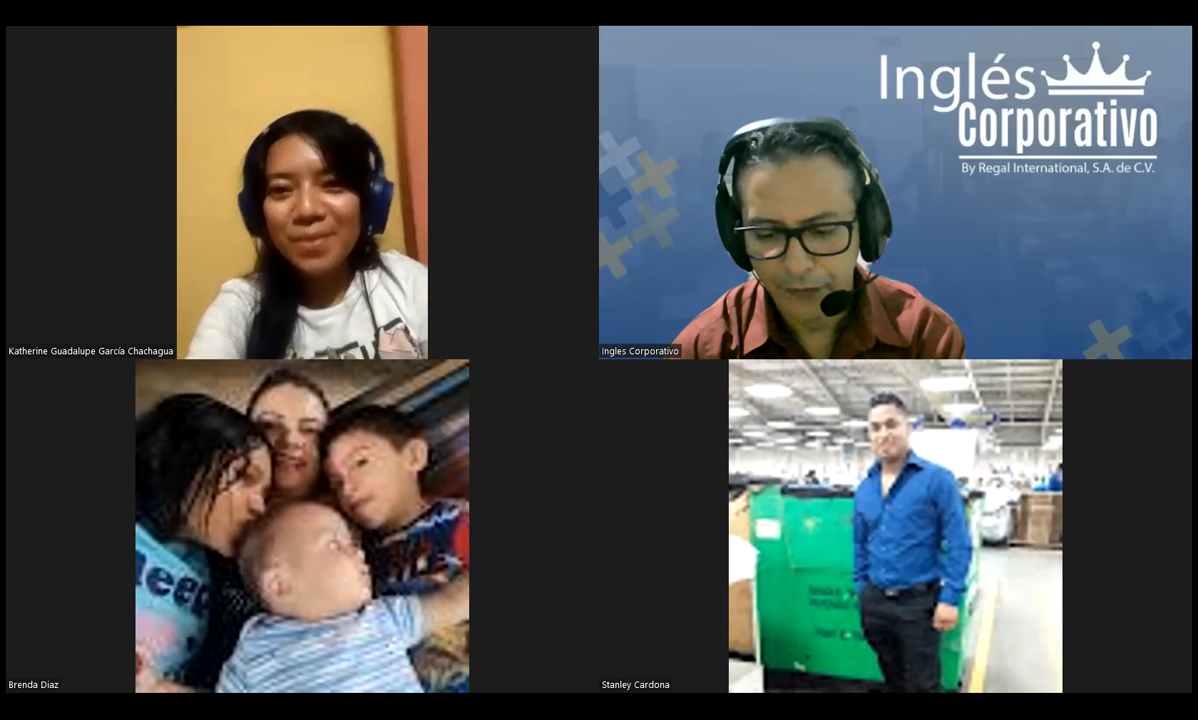 Inglés
Corporativo
By Regal International, S.A. de C.V.
Katherine Guadalupe García Chachagua
Ingles Corporativo
Brenda Diaz
Stanley Cardona